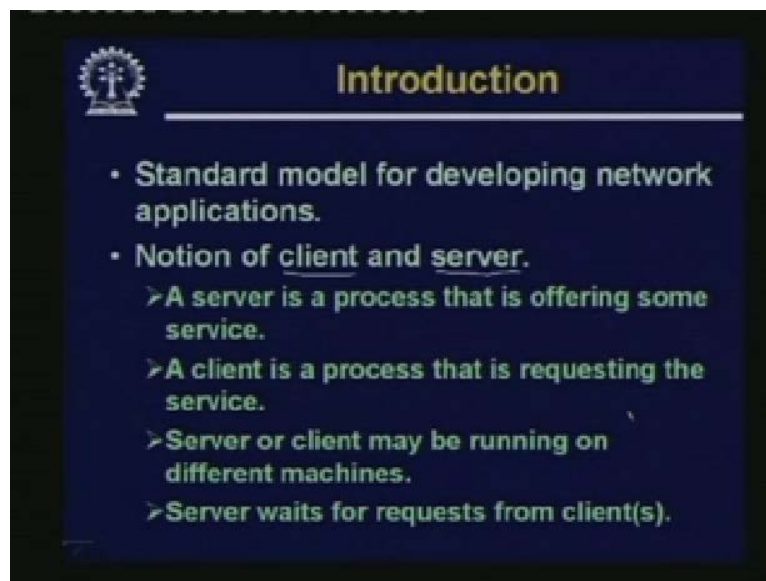 Introduction
• Standard model for developing network
applications.
• Notion of client and server.
➢A server is a process that is offering some
service.
➢A client is a process that is requesting the
service.
➢Server or client may be running on
different machines.
➢Server waits for requests from client(s).